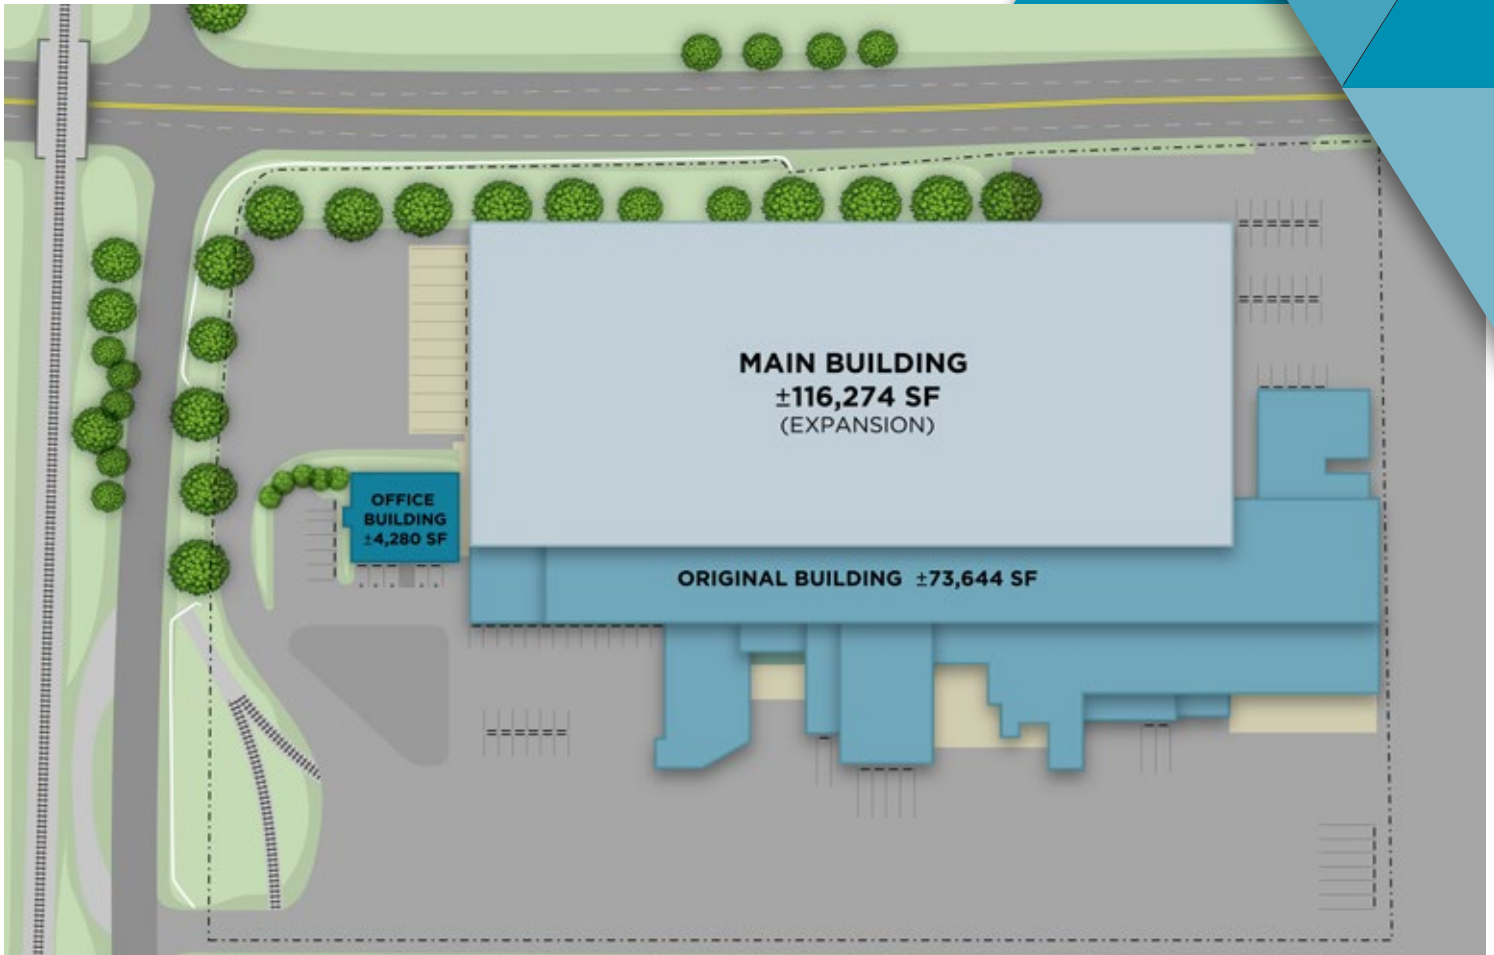 MAIN BUILDING
±116,274 SF
(EXPANSION)
OFFICE
BUILDING
±4,280 SF
ORIGINAL BUILDING ±73,644 SF